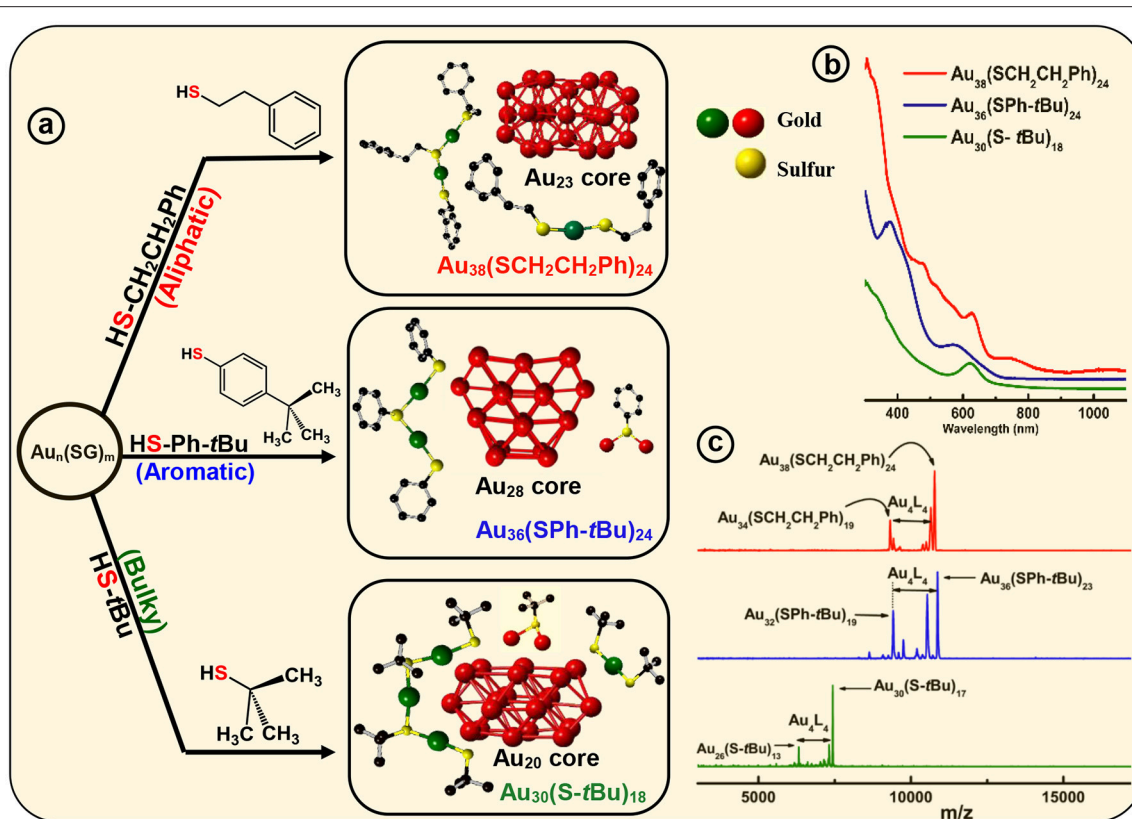 a
HS
HS-CH₂CH₂Ph
(Aliphatic)
Au₂₃ core
Au₃₈(SCH₂CH₂Ph)₂₄
Auₙ(SG)ₘ
HS
CH₃
H₃C CH₃
HS-Ph-tBu
(Aromatic)
Au₂₈ core
Au₃₆(SPh-tBu)₂₄
(Bulky)
HS-tBu
HS
CH₃
H₃C
H₃C
Au₂₀ core
Au₃₀(S-tBu)₁₈
Gold
Sulfur
b
Au₃₈(SCH₂CH₂Ph)₂₄
Au₃₆(SPh-tBu)₂₄
Au₃₀(S- tBu)₁₈
400 600 800 1000
Wavelength (nm)
c
Au₃₈(SCH₂CH₂Ph)₂₄
Au₄L₄
Au₃₄(SCH₂CH₂Ph)₁₉
Au₄L₄
Au₃₆(SPh-tBu)₂₃
Au₃₂(SPh-tBu)₁₉
Au₃₀(S-tBu)₁₇
Au₄L₄
Au₂₆(S-tBu)₁₃
5000 10000 15000
m/z